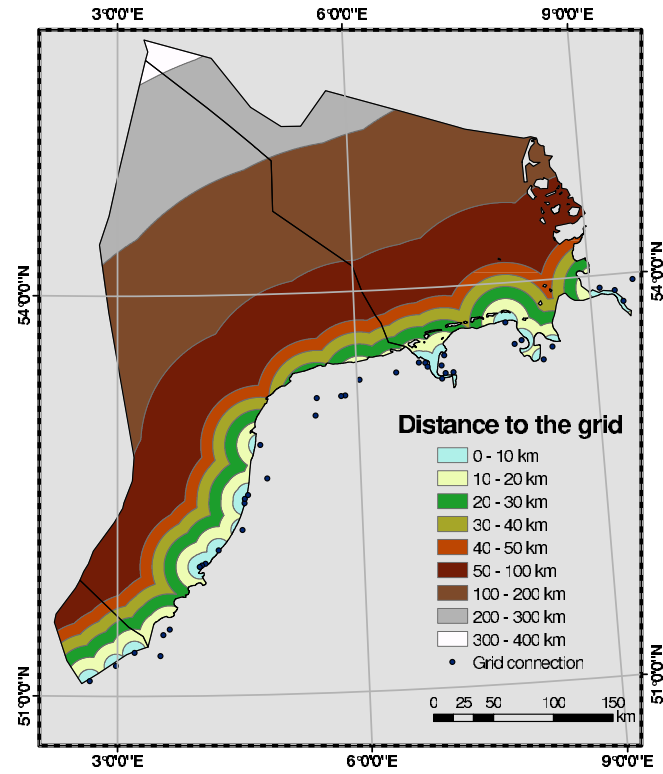 3°0'0"E 6°0'0"E 9°0'0"E
54°0'0"N
54°0'0"N
Distance to the grid
0 - 10 km
10 - 20 km
20 - 30 km
30 - 40 km
40 - 50 km
50 - 100 km
100 - 200 km
200 - 300 km
300 - 400 km
Grid connection
51°0'0"N
51°0'0"N
0 25 50 100 150
km
3°0'0"E 6°0'0"E 9°0'0"E